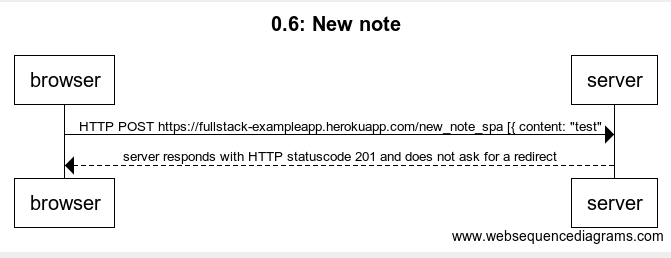 0.6: New note
browser server
HTTP POST https://fullstack-exampleapp.herokuapp.com/new_note_spa [{ content: "test"
server responds with HTTP statuscode 201 and does not ask for a redirect
browser server
www.websequencediagrams.com